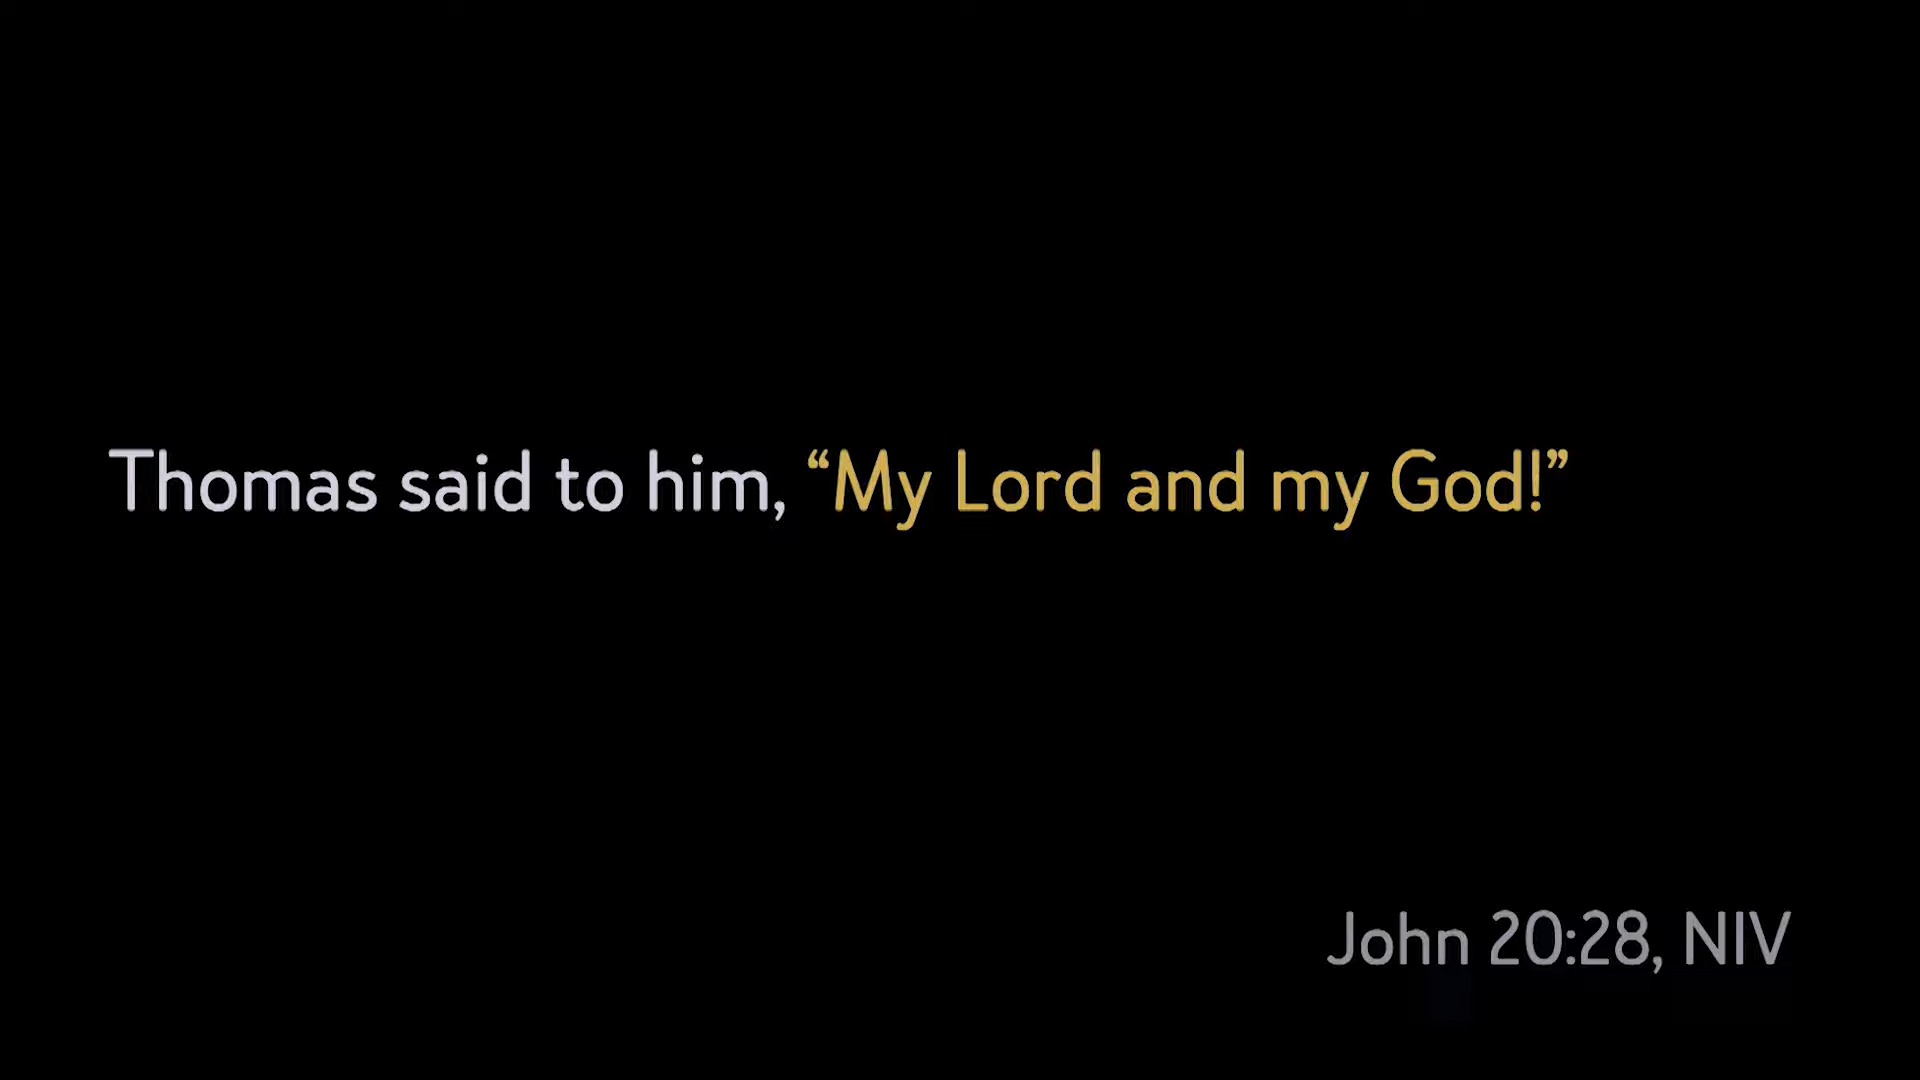 Thomas said to him, “My Lord and my God!”
John 20:28, NIV